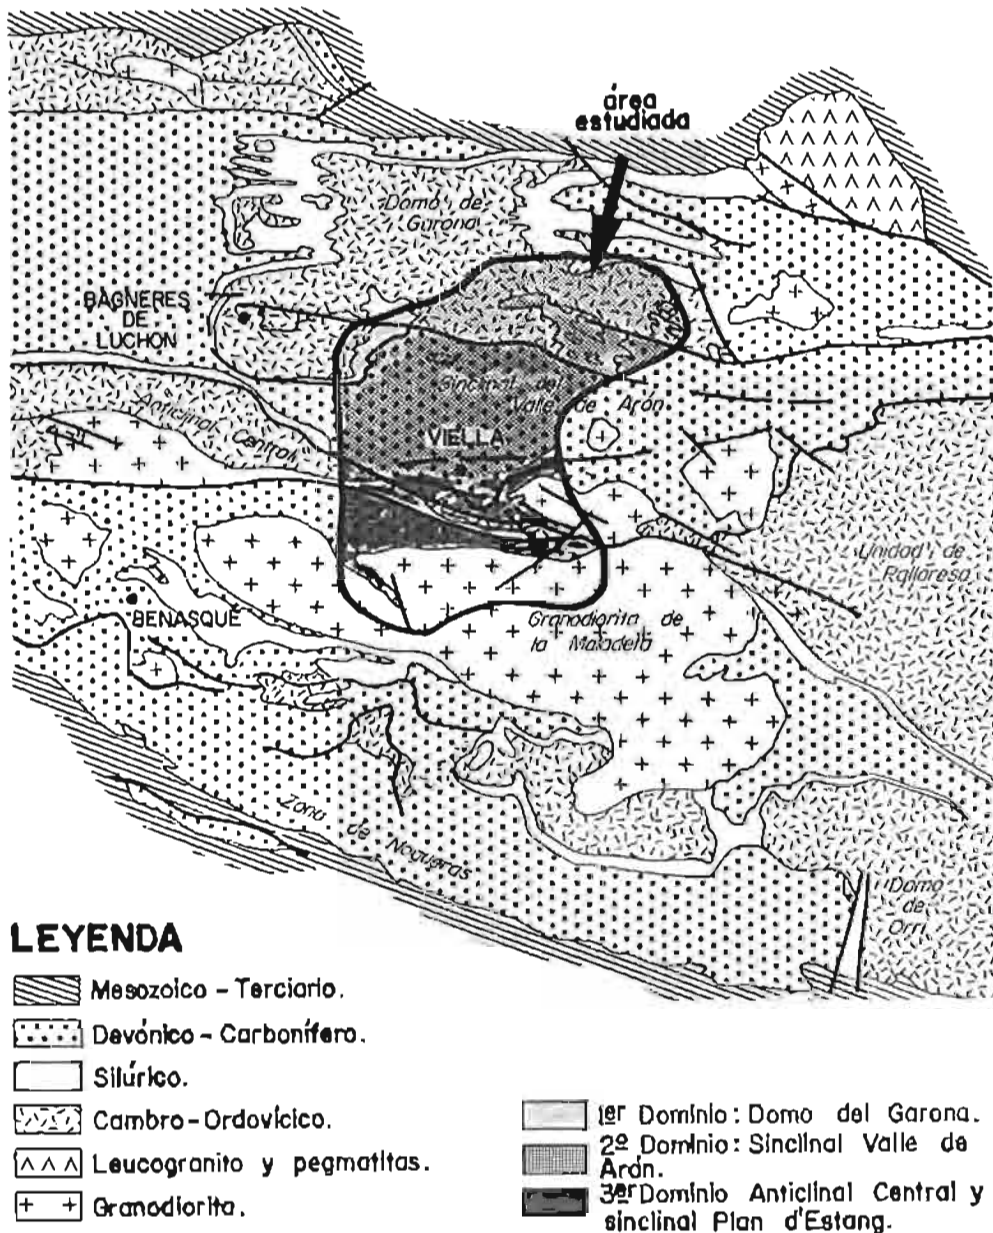 área
estudiada
Domo de
Garona
BAGNERES
DE
LUCHON
Sinclinal del
Valle de Arán
Anticlinal Central
VIELLA
Unidad de
Pallaresa
BENASQUE
Granodiorita de
la Maladeta
Zona de Nogueras
Domo
de
Orri
LEYENDA
Mesozoico - Terciario.
Devónico - Carbonífero.
Silúrico.
Cambro - Ordovícico.
Leucogranito y pegmatitas.
Granodiorita.
1er Dominio: Domo del Garona.
2º Dominio: Sinclinal Valle de
Arán.
3er Dominio Anticlinal Central y
sinclinal Plan d'Estang.